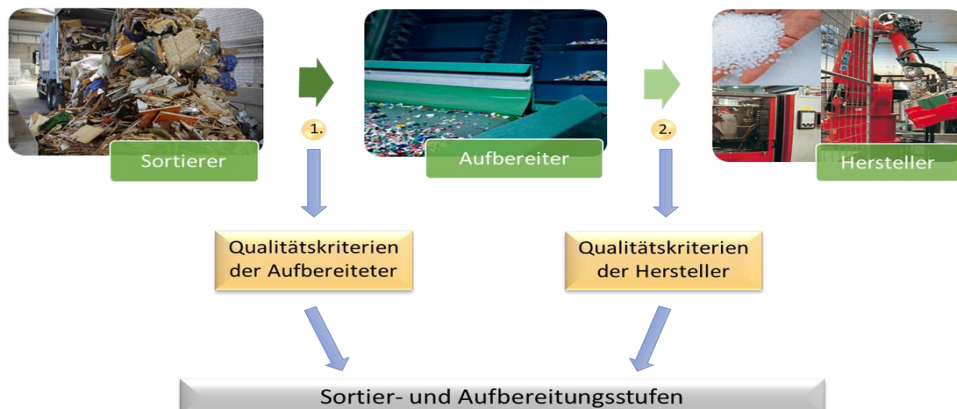 Sortierer
1.
Aufbereiter
2.
Hersteller
Qualitätskriterien
der Aufbereiteter
Qualitätskriterien
der Hersteller
Sortier- und Aufbereitungsstufen